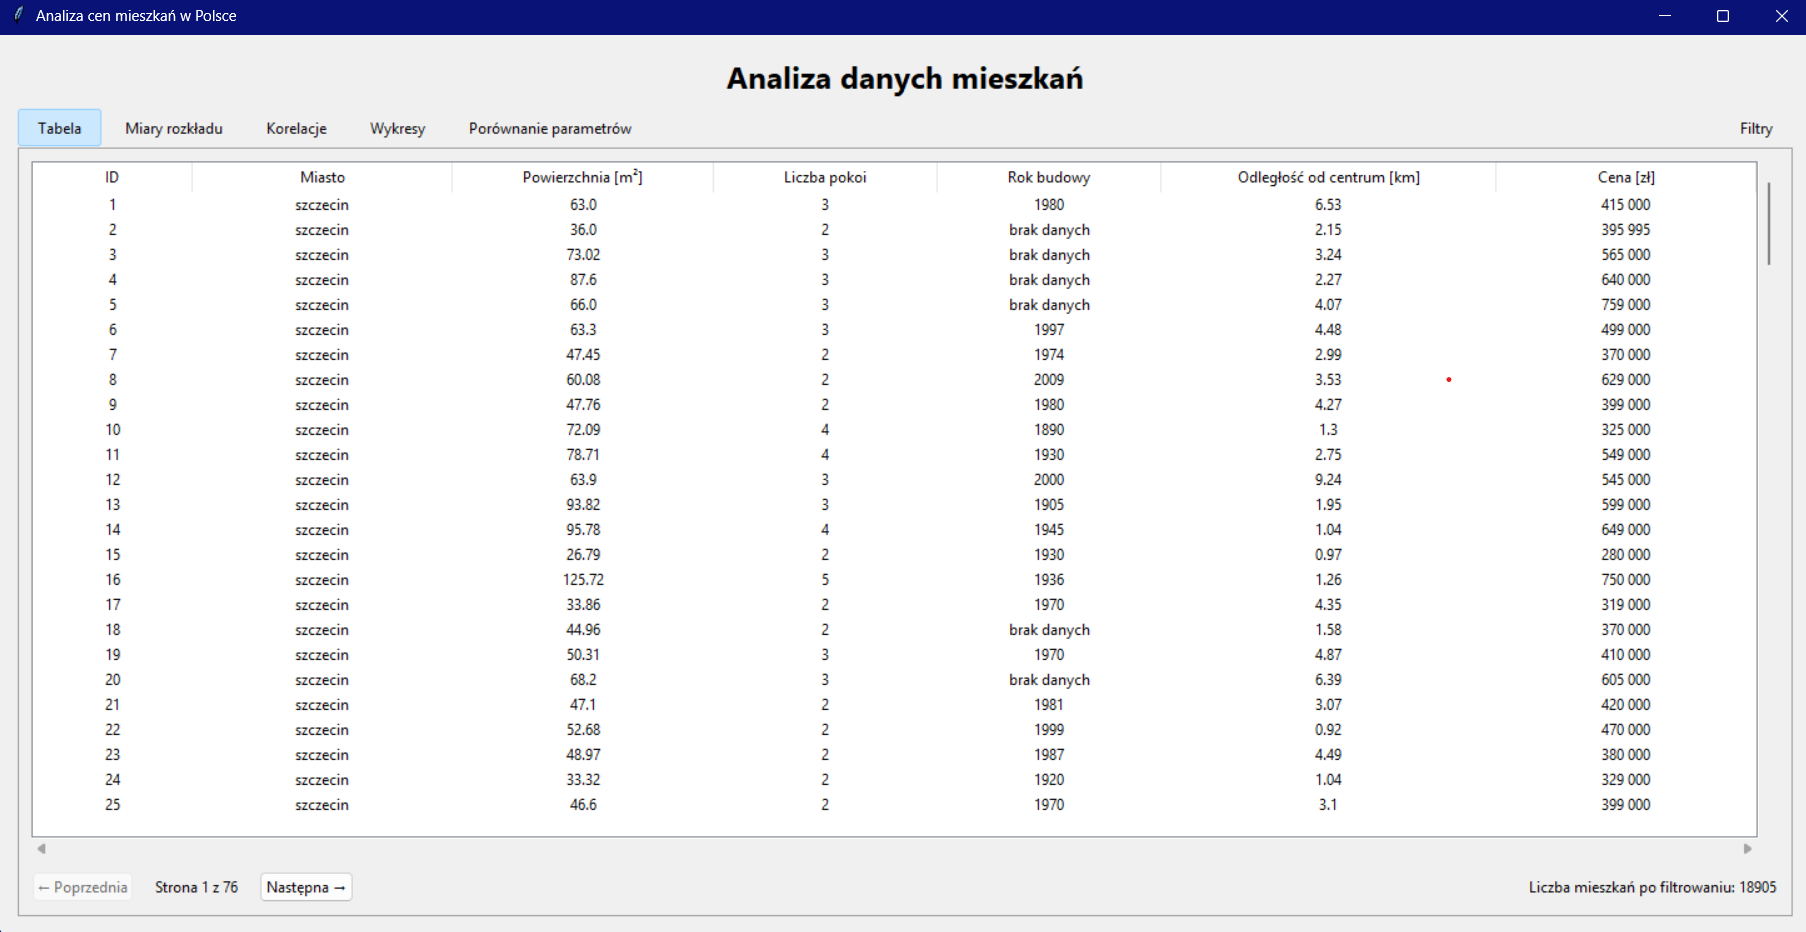 Analiza cen mieszkań w Polsce
Analiza danych mieszkań
Tabela Miary rozkładu Korelacje Wykresy Porównanie parametrów Filtry
ID Miasto Powierzchnia [m²] Liczba pokoi Rok budowy Odległość od centrum [km] Cena [zł]
1 szczecin 63.0 3 1980 6.53 415 000
2 szczecin 36.0 2 brak danych 2.15 395 995
3 szczecin 73.02 3 brak danych 3.24 565 000
4 szczecin 87.6 3 brak danych 2.27 640 000
5 szczecin 66.0 3 brak danych 4.07 759 000
6 szczecin 63.3 3 1997 4.48 499 000
7 szczecin 47.45 2 1974 2.99 370 000
8 szczecin 60.08 2 2009 3.53 629 000
9 szczecin 47.76 2 1980 4.27 399 000
10 szczecin 72.09 4 1890 1.3 325 000
11 szczecin 78.71 4 1930 2.75 549 000
12 szczecin 63.9 3 2000 9.24 545 000
13 szczecin 93.82 3 1905 1.95 599 000
14 szczecin 95.78 4 1945 1.04 649 000
15 szczecin 26.79 2 1930 0.97 280 000
16 szczecin 125.72 5 1936 1.26 750 000
17 szczecin 33.86 2 1970 4.35 319 000
18 szczecin 44.96 2 brak danych 1.58 370 000
19 szczecin 50.31 3 1970 4.87 410 000
20 szczecin 68.2 3 brak danych 6.39 605 000
21 szczecin 47.1 2 1981 3.07 420 000
22 szczecin 52.68 2 1999 0.92 470 000
23 szczecin 48.97 2 1987 4.49 380 000
24 szczecin 33.32 2 1920 1.04 329 000
25 szczecin 46.6 2 1970 3.1 399 000
← Poprzednia Strona 1 z 76 Następna → Liczba mieszkań po filtrowaniu: 18905